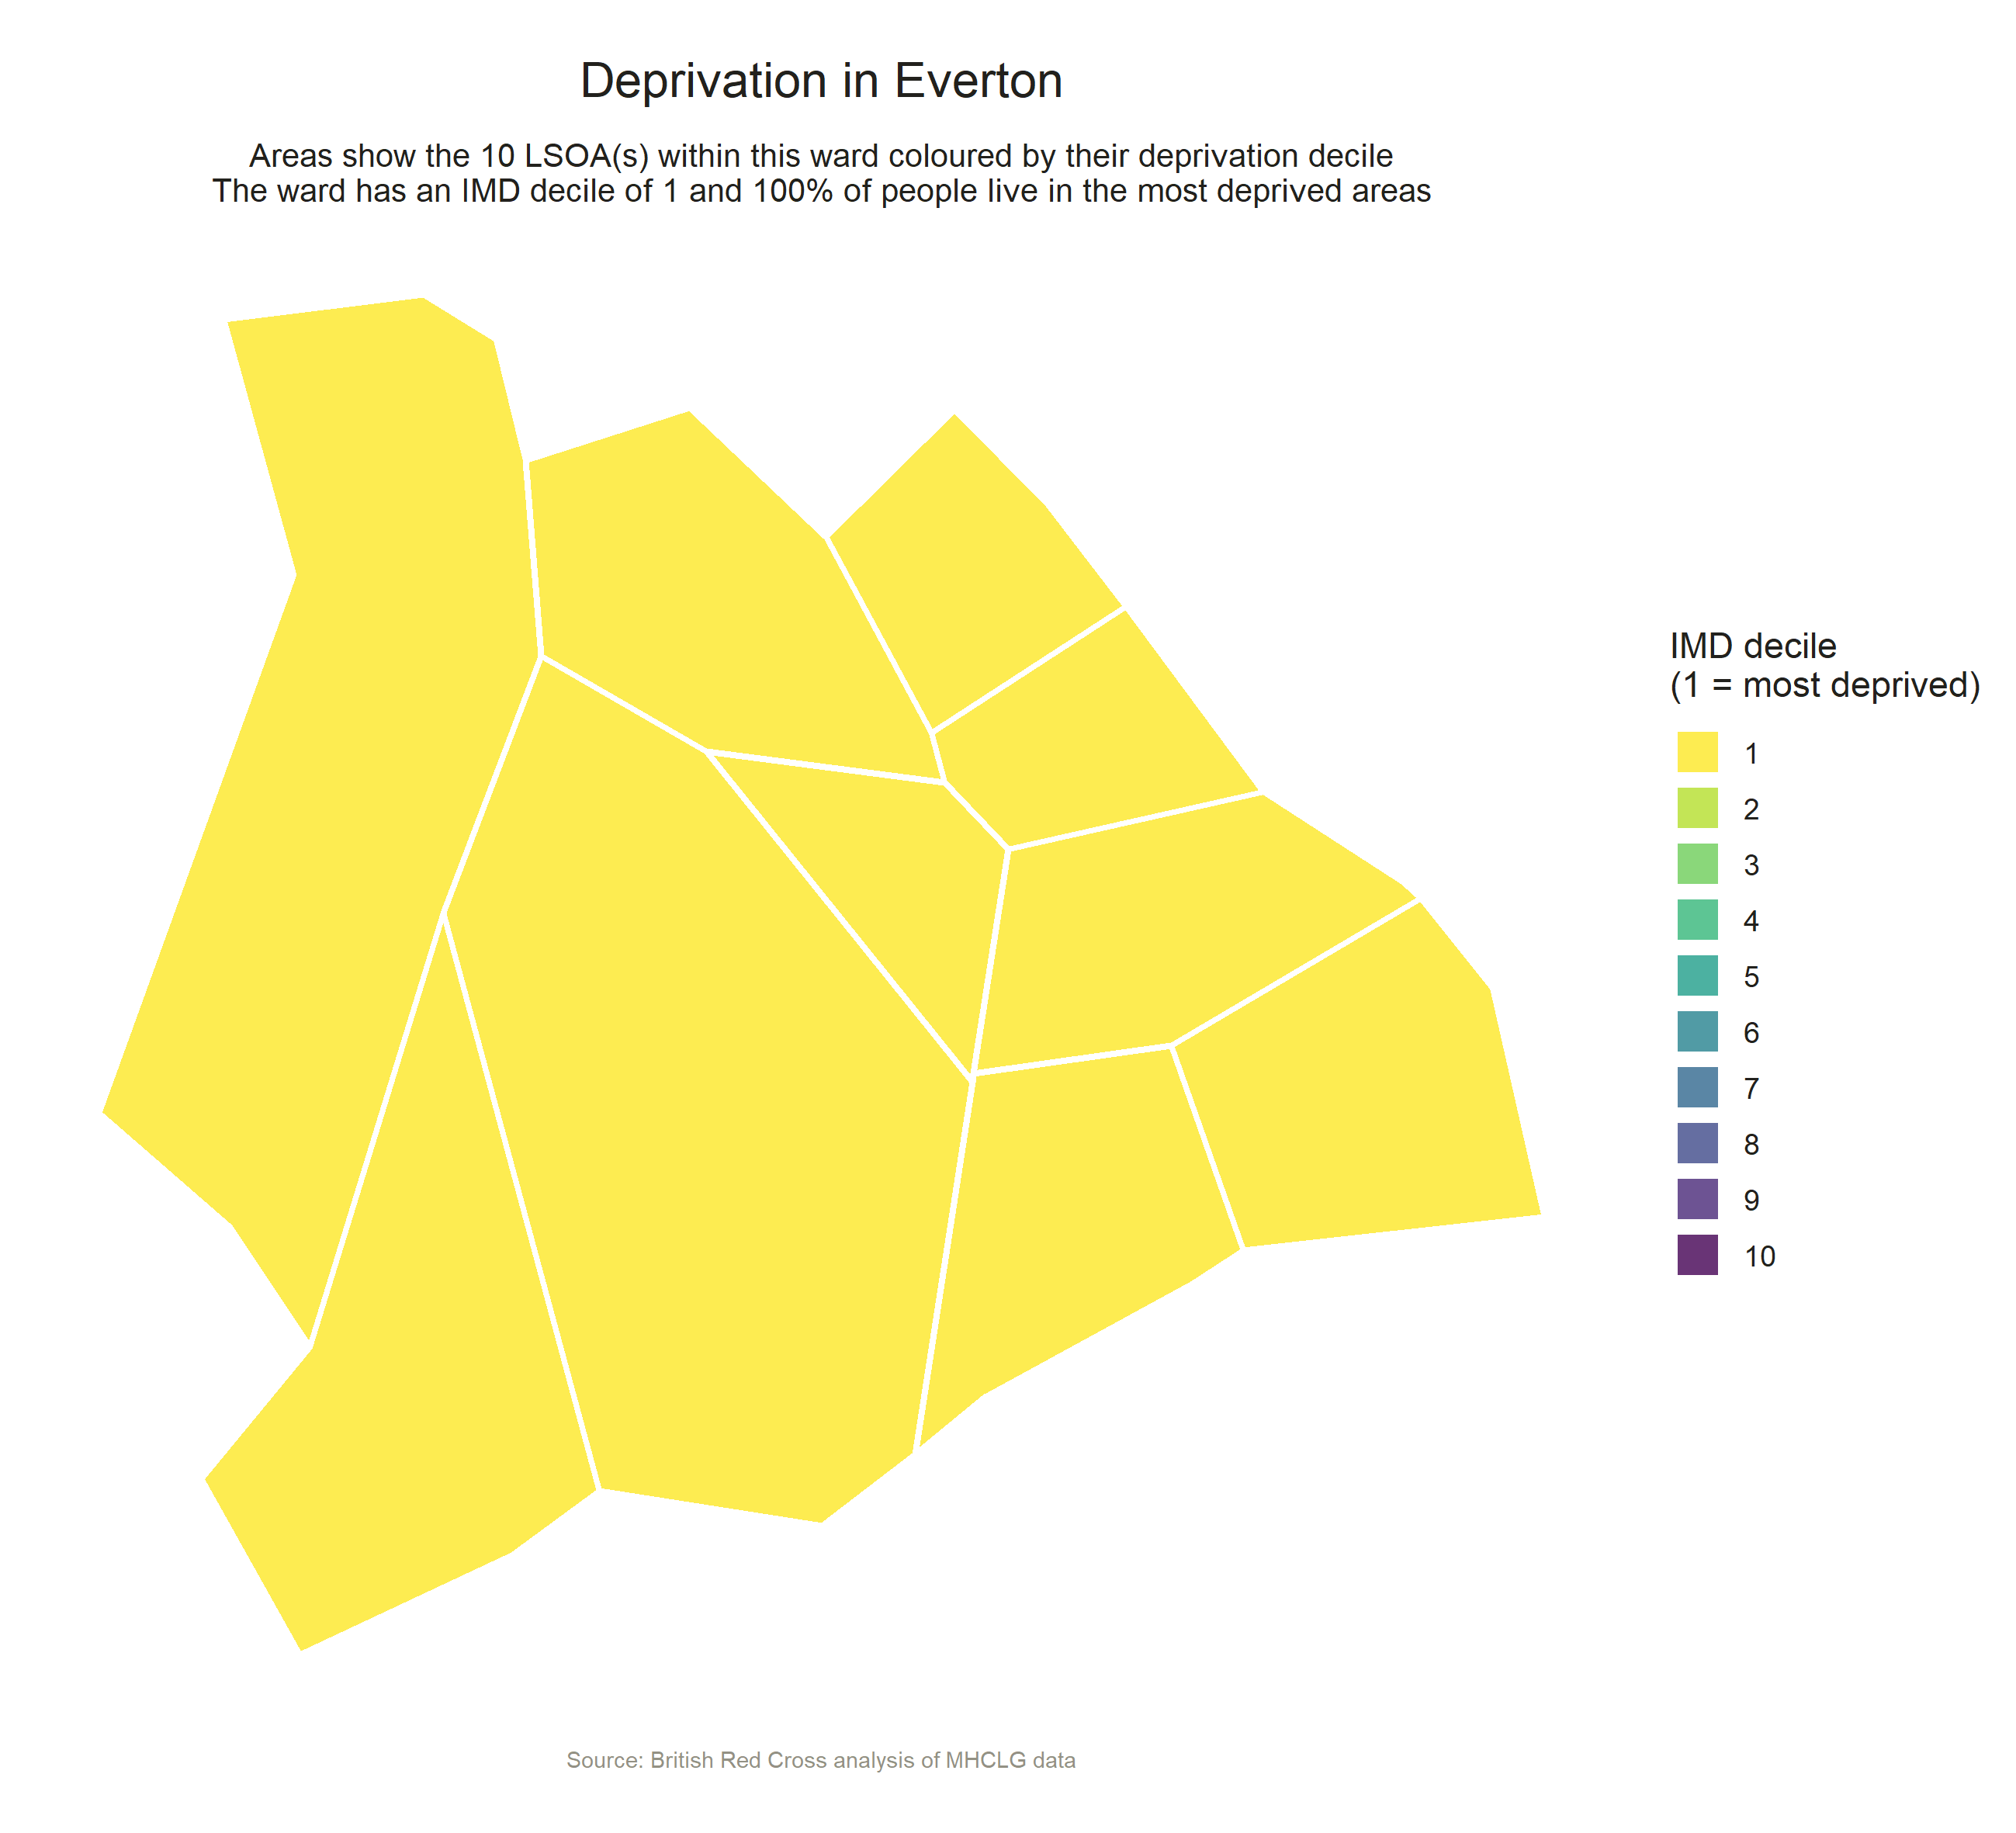 Deprivation in Everton
Areas show the 10 LSOA(s) within this ward coloured by their deprivation decile
The ward has an IMD decile of 1 and 100% of people live in the most deprived areas
IMD decile
(1 = most deprived)
1
2
3
4
5
6
7
8
9
10
Source: British Red Cross analysis of MHCLG data